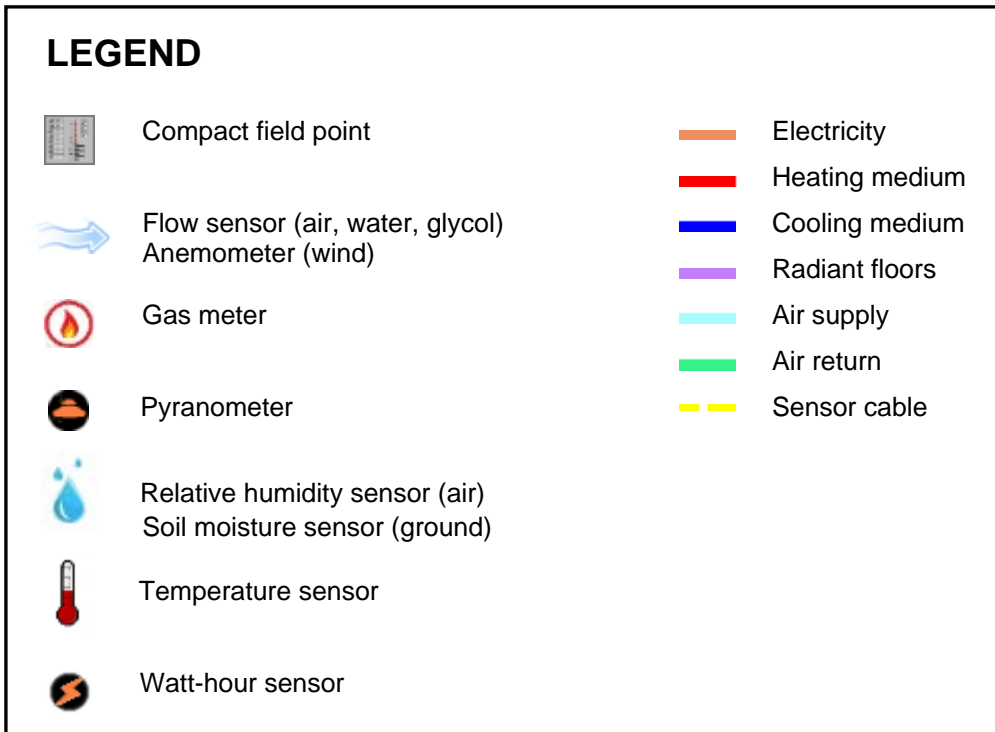 LEGEND
Compact field point
Flow sensor (air, water, glycol)
Anemometer (wind)
Gas meter
Pyranometer
Relative humidity sensor (air)
Soil moisture sensor (ground)
Temperature sensor
Watt-hour sensor
Electricity
Heating medium
Cooling medium
Radiant floors
Air supply
Air return
Sensor cable